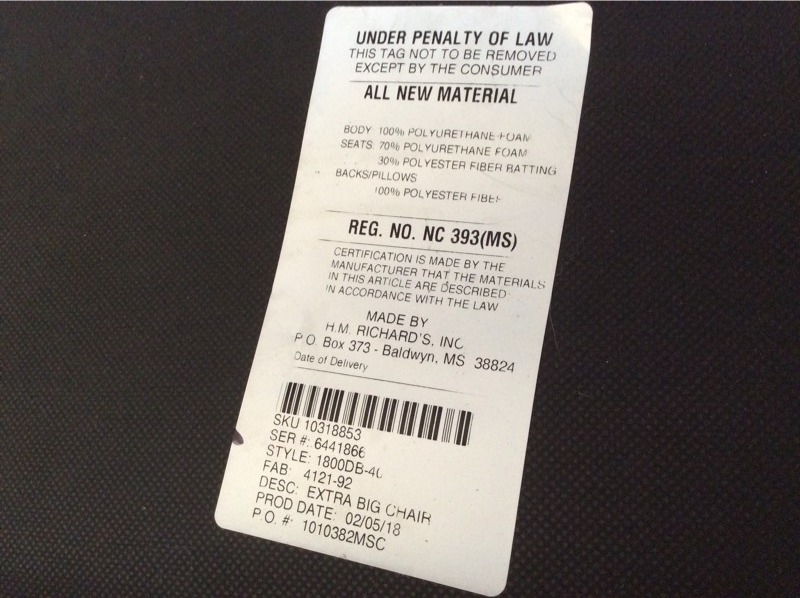 UNDER PENALTY OF LAW
THIS TAG NOT TO BE REMOVED
EXCEPT BY THE CONSUMER
ALL NEW MATERIAL
BODY: 100% POLYURETHANE FOAM
SEATS: 70% POLYURETHANE FOAM
30% POLYESTER FIBER BATTING
BACKS/PILLOWS
100% POLYESTER FIBER
REG. NO. NC 393(MS)
CERTIFICATION IS MADE BY THE
MANUFACTURER THAT THE MATERIALS
IN THIS ARTICLE ARE DESCRIBED
IN ACCORDANCE WITH THE LAW
MADE BY
H.M. RICHARD'S, INC
P.O. Box 373 - Baldwyn, MS 38824
Date of Delivery
SKU 10318853
SER #: 6441866
STYLE: 1800DB-40
FAB: 4121-92
DESC: EXTRA BIG CHAIR
PROD DATE: 02/05/18
P.O. #: 1010382MSC